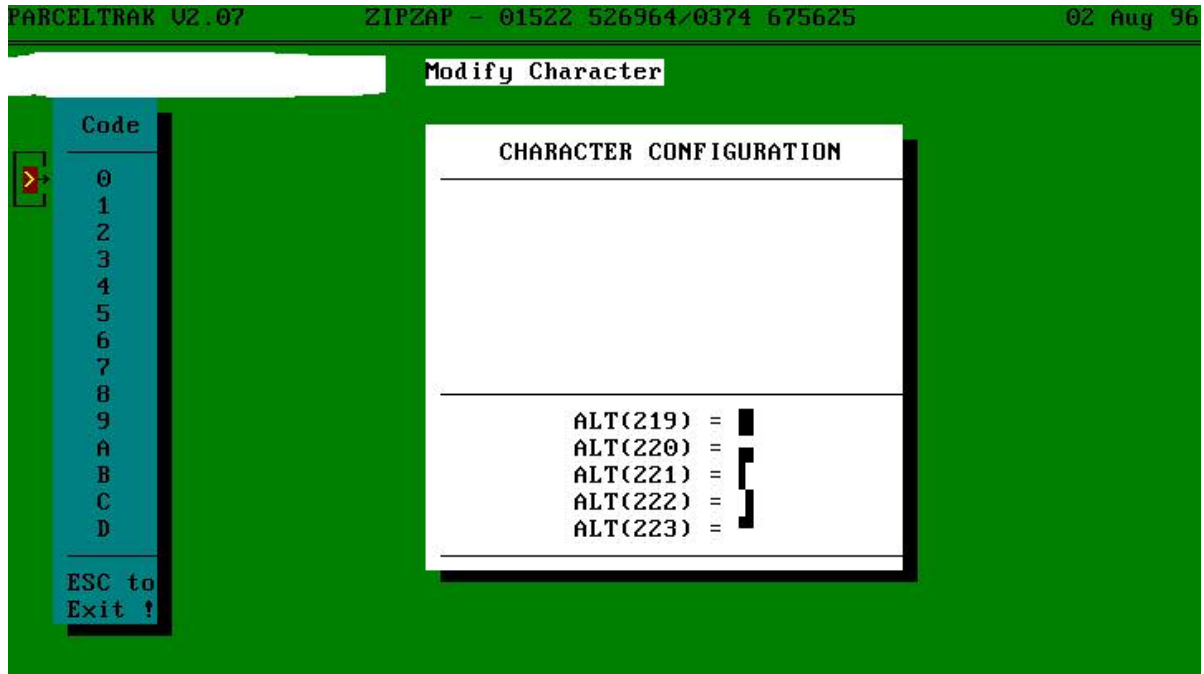 PARCELTRAK V2.07 ZIPZAP - 01522 526964/0374 675625 02 Aug 96
Modify Character
Code
0
1
2
3
4
5
6
7
8
9
A
B
C
D
ESC to
Exit !
CHARACTER CONFIGURATION
ALT(219) = █
ALT(220) = ▄
ALT(221) = ▌
ALT(222) = ▐
ALT(223) = ▀